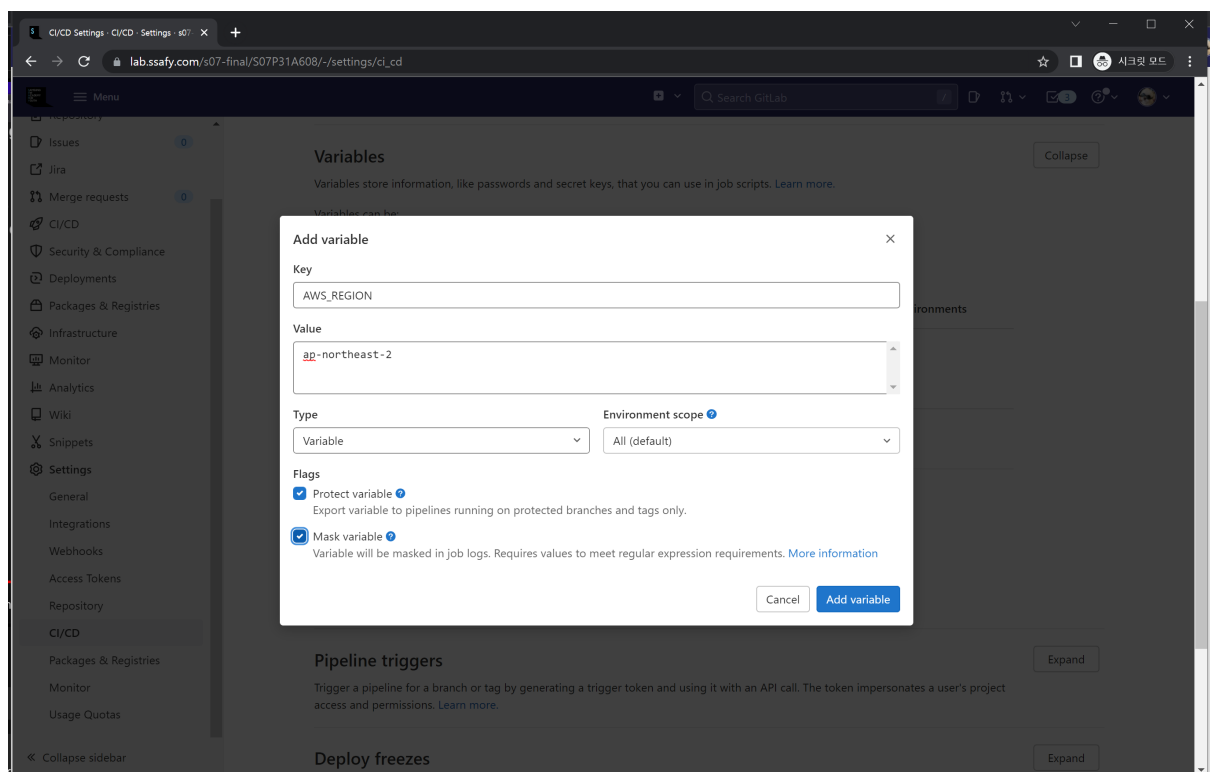 CI/CD Settings · CI/CD · Settings · s07-
lab.ssafy.com/s07-final/S07P31A608/-/settings/ci_cd
시크릿 모드
Menu
Search GitLab
/
3
Repository
Issues 0
Jira
Merge requests 0
CI/CD
Security & Compliance
Deployments
Packages & Registries
Infrastructure
Monitor
Analytics
Wiki
Snippets
Settings
General
Integrations
Webhooks
Access Tokens
Repository
CI/CD
Packages & Registries
Monitor
Usage Quotas
Collapse sidebar
Variables
Collapse
Variables store information, like passwords and secret keys, that you can use in job scripts. Learn more.
Variables can be:
Add variable
Key
AWS_REGION
Value
ap-northeast-2
Type
Environment scope
Variable
All (default)
Flags
Protect variable
Export variable to pipelines running on protected branches and tags only.
Mask variable
Variable will be masked in job logs. Requires values to meet regular expression requirements. More information
Cancel
Add variable
ironments
Pipeline triggers
Expand
Trigger a pipeline for a branch or tag by generating a trigger token and using it with an API call. The token impersonates a user's project
access and permissions. Learn more.
Deploy freezes
Expand